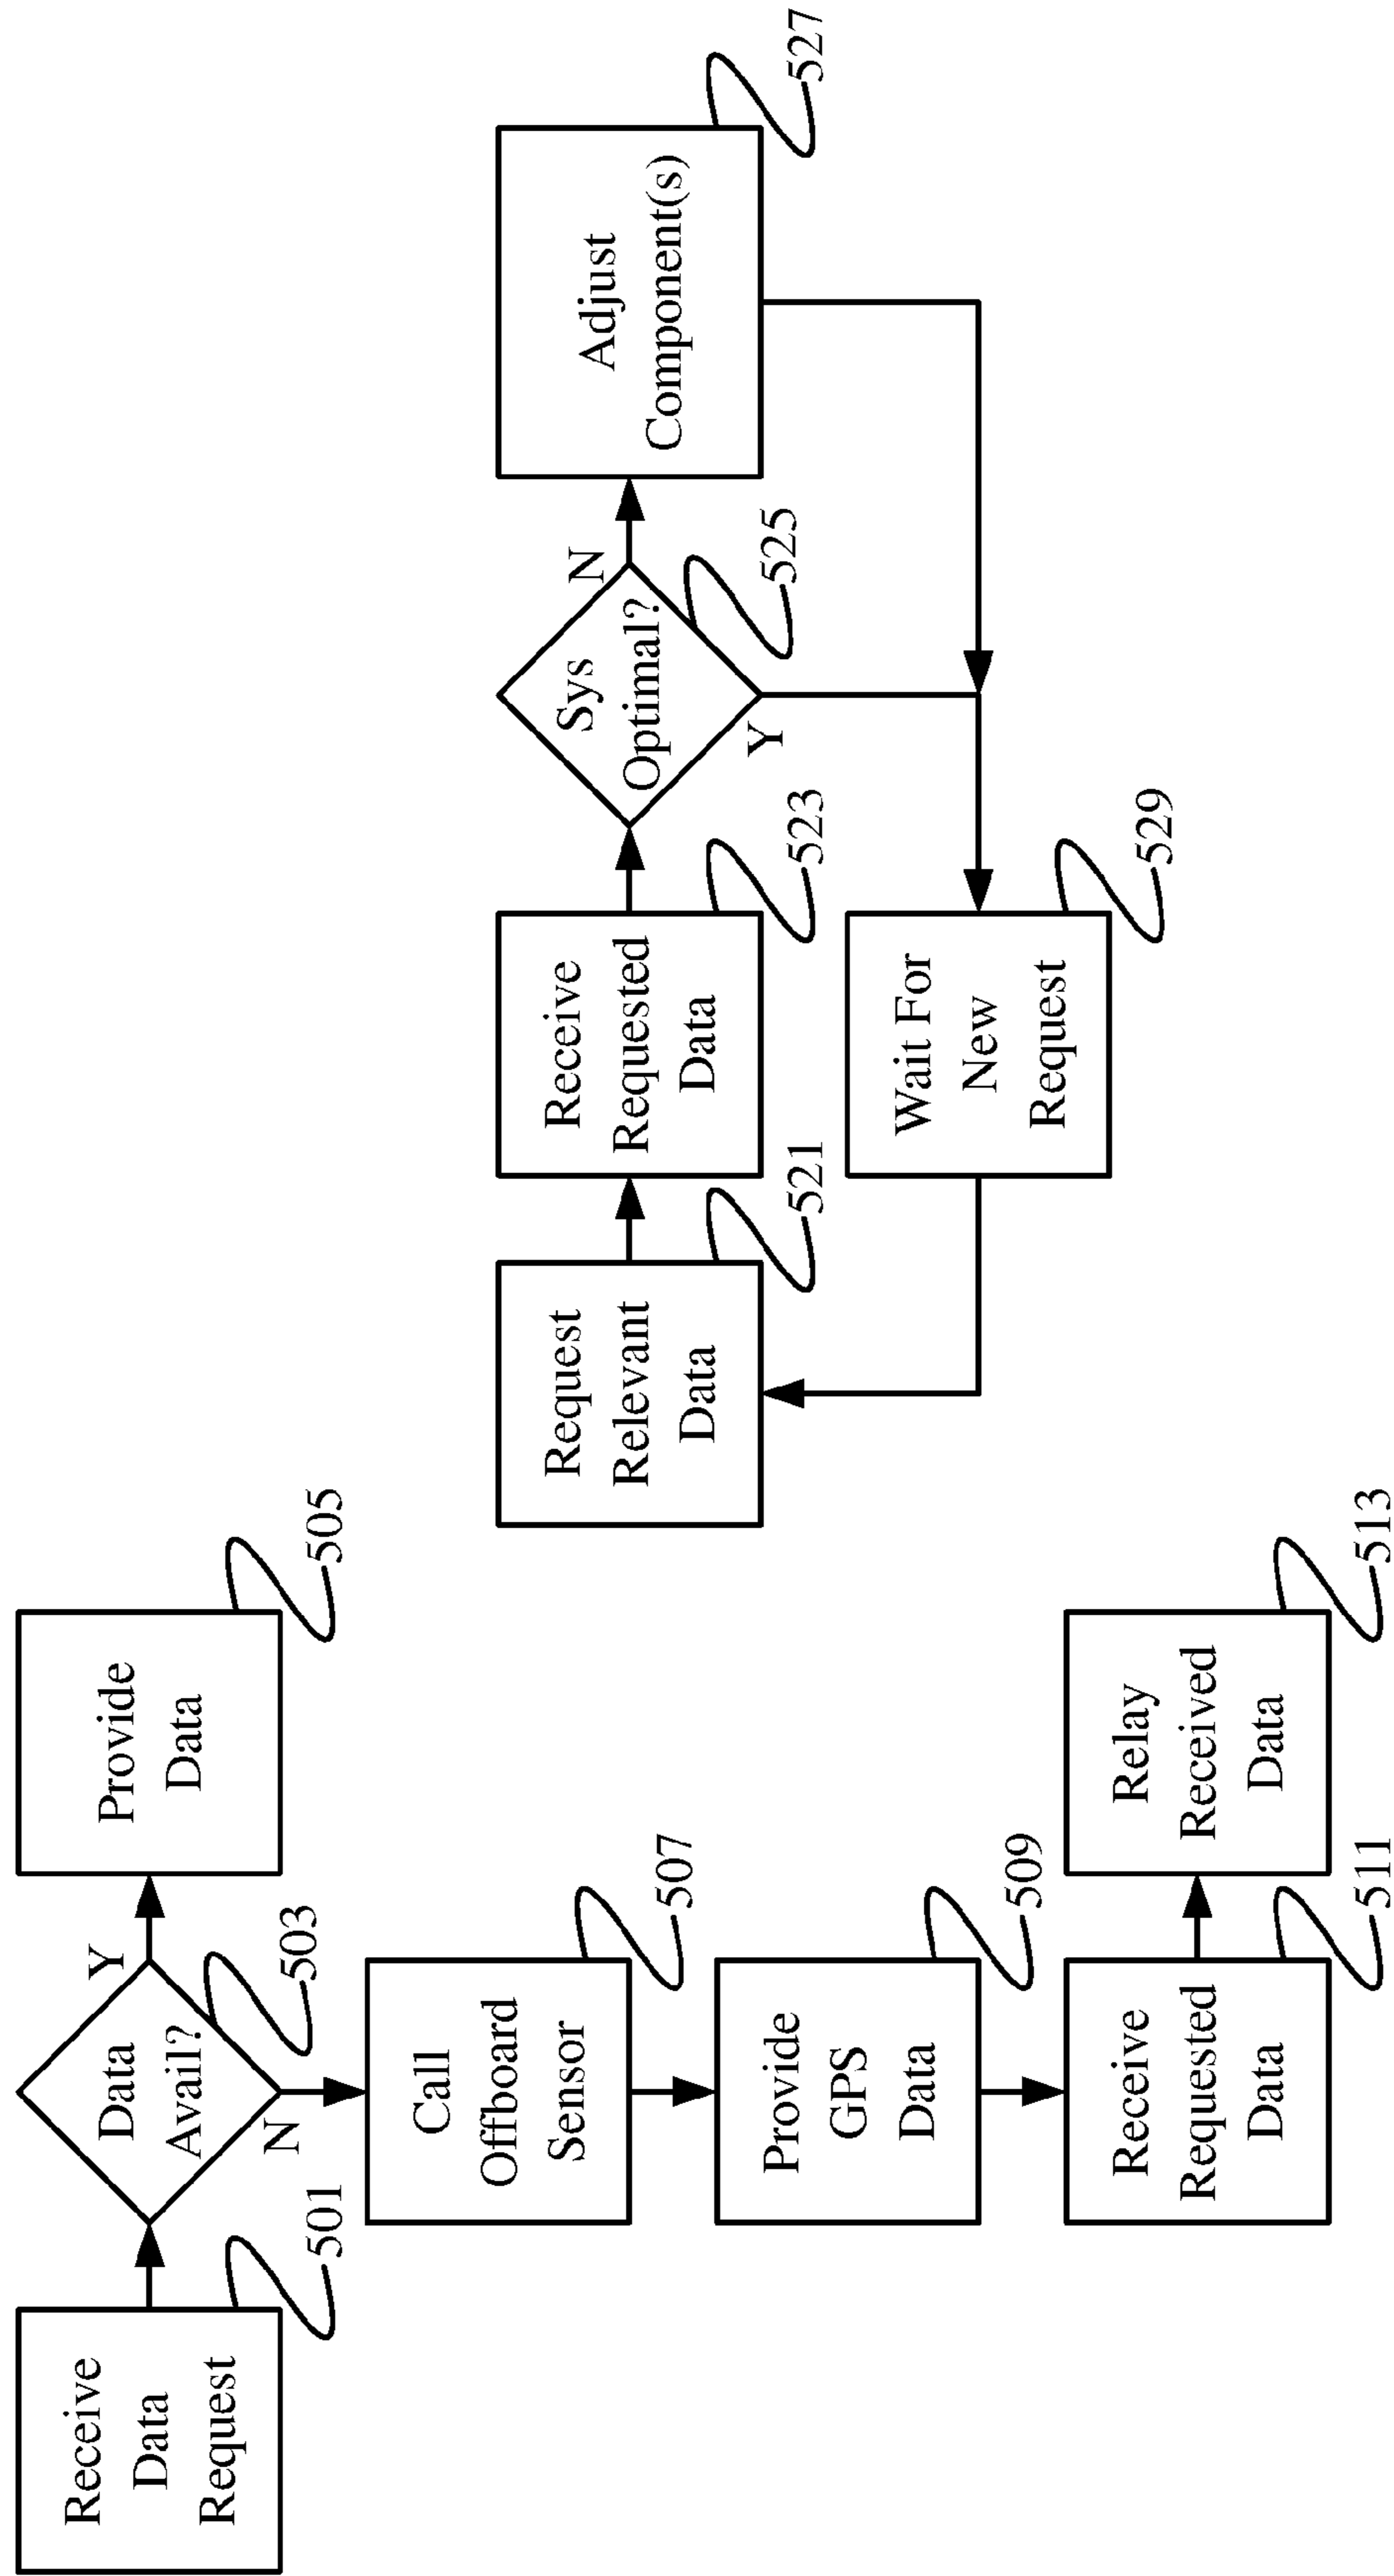 Receive
Data
Request
501
Data
Avail?
Y
N
503
Provide
Data
505
Call
Offboard
Sensor
507
Provide
GPS
Data
509
Receive
Requested
Data
511
Relay
Received
Data
513
Request
Relevant
Data
521
Receive
Requested
Data
523
Sys
Optimal?
N
Y
525
Adjust
Component(s)
527
Wait For
New
Request
529